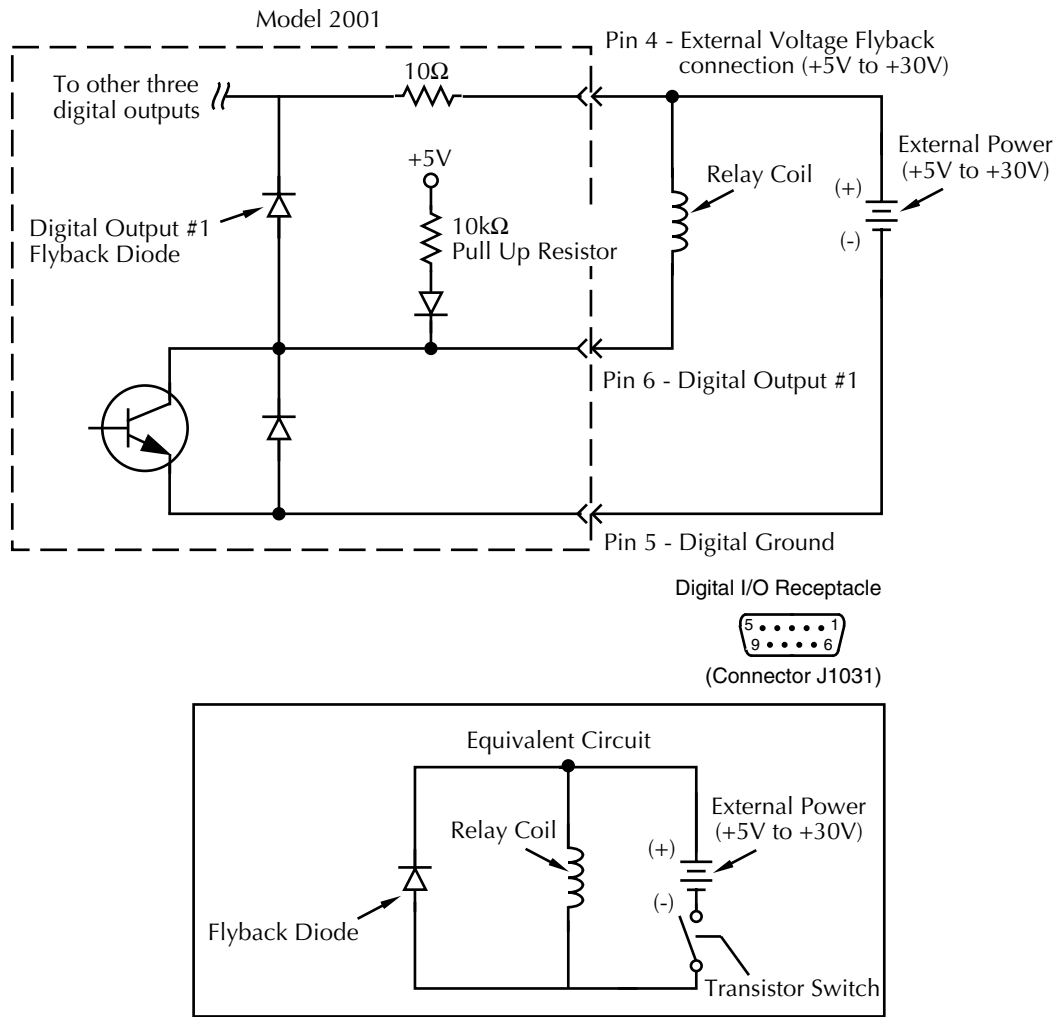 Model 2001
Pin 4 - External Voltage Flyback
connection (+5V to +30V)
To other three
digital outputs
10Ω
+5V
External Power
(+5V to +30V)
Relay Coil
(+)
(-)
Digital Output #1
Flyback Diode
10kΩ
Pull Up Resistor
Pin 6 - Digital Output #1
Pin 5 - Digital Ground
Digital I/O Receptacle
5 1
9 6
(Connector J1031)
Equivalent Circuit
External Power
(+5V to +30V)
Relay Coil
(+)
(-)
Flyback Diode
Transistor Switch